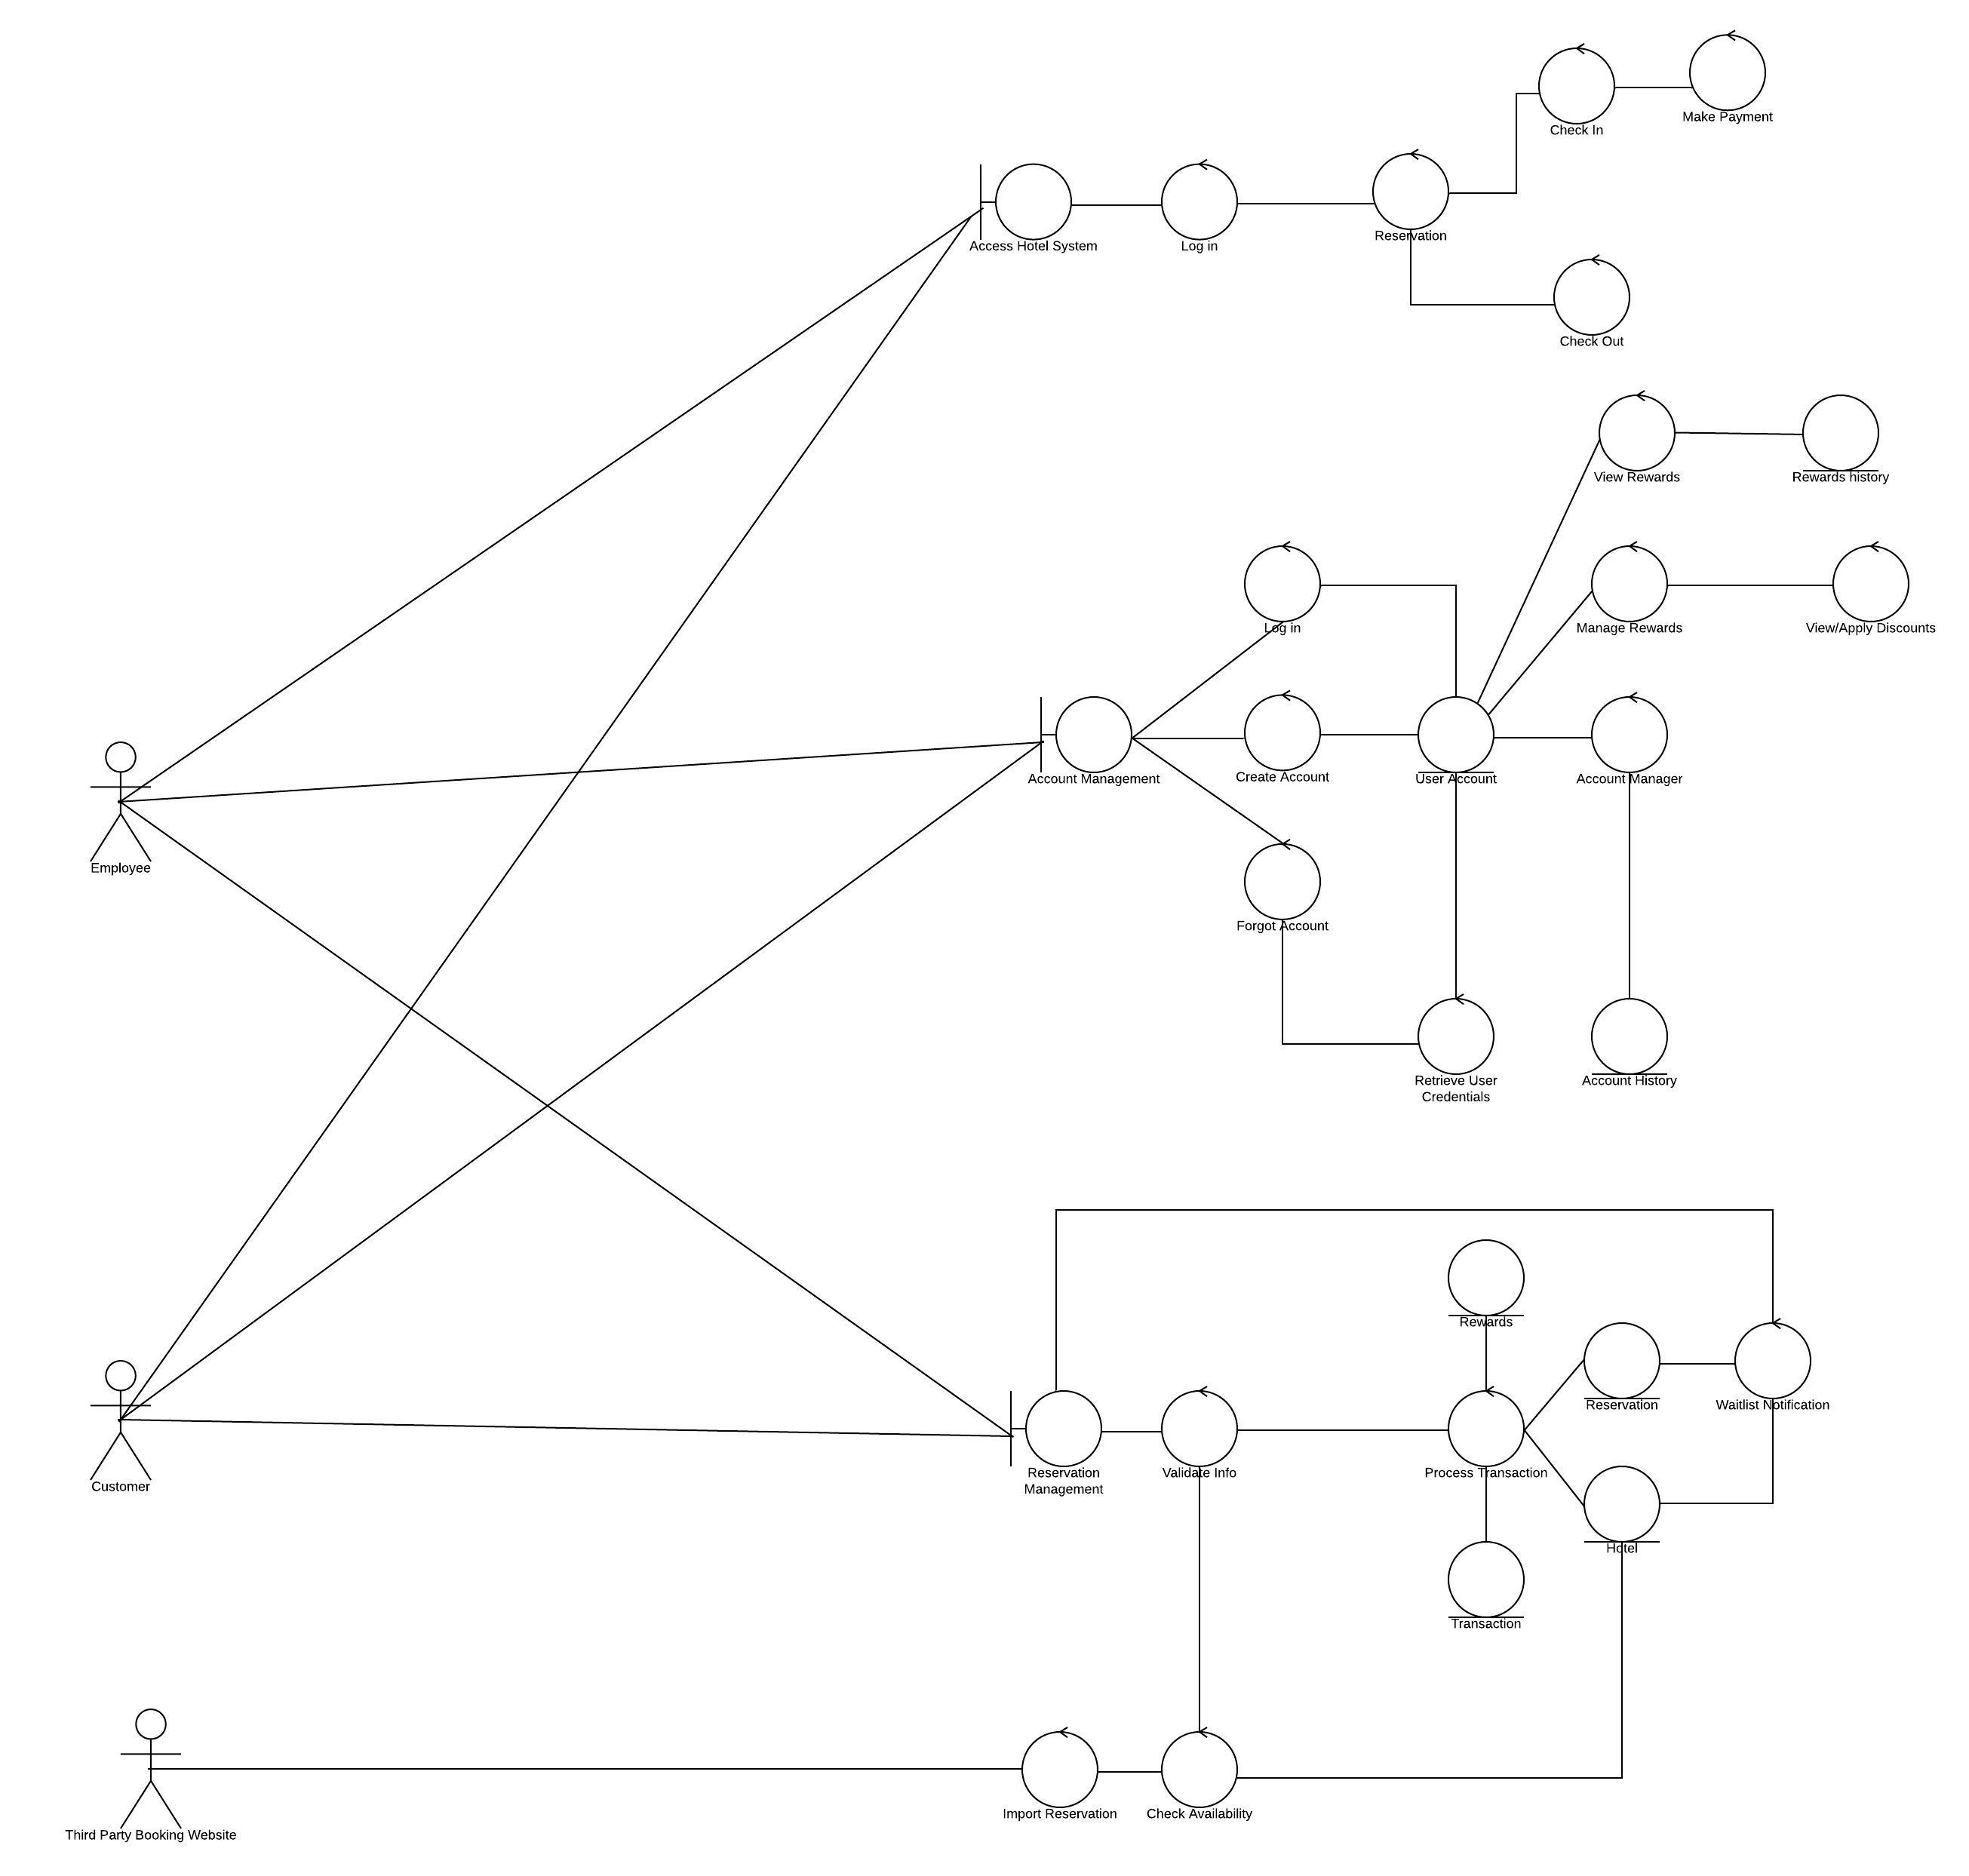 Make Payment
Check In
Reservation
Access Hotel System
Log in
Check Out
View Rewards
Rewards history
Log in
Manage Rewards
View/Apply Discounts
Account Management
Create Account
User Account
Account Manager
Employee
Forgot Account
Retrieve User
Credentials
Account History
Rewards
Reservation
Waitlist Notification
Reservation
Management
Validate Info
Process Transaction
Customer
Hotel
Transaction
Import Reservation
Check Availability
Third Party Booking Website